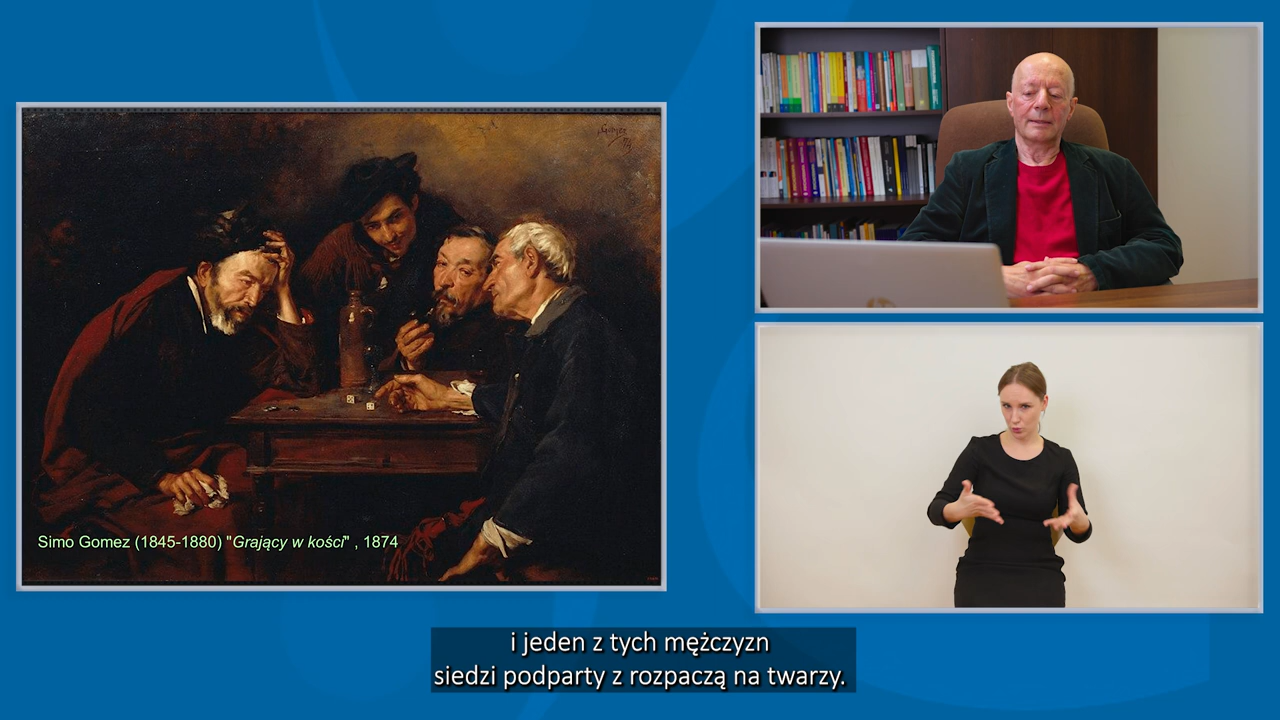 Simo Gomez (1845-1880) "Grający w kości" , 1874
i jeden z tych mężczyzn
siedzi podparty z rozpaczą na twarzy.